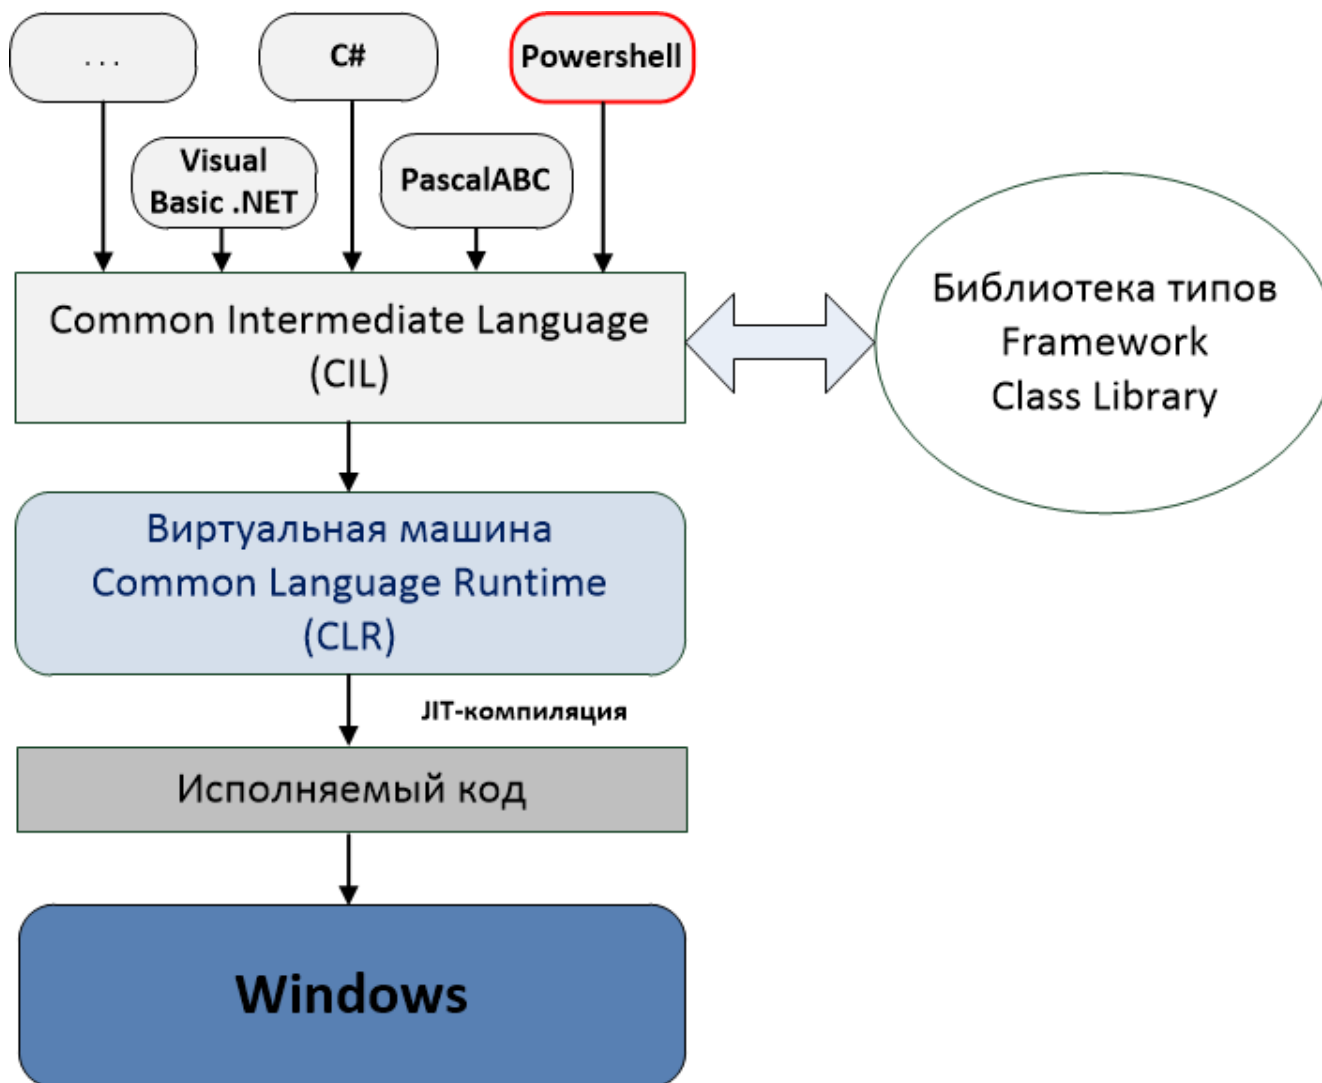 . . .
C#
Powershell
Visual
Basic .NET
PascalABC
Common Intermediate Language
(CIL)
Библиотека типов
Framework
Class Library
Виртуальная машина
Common Language Runtime
(CLR)
JIT-компиляция
Исполняемый код
Windows